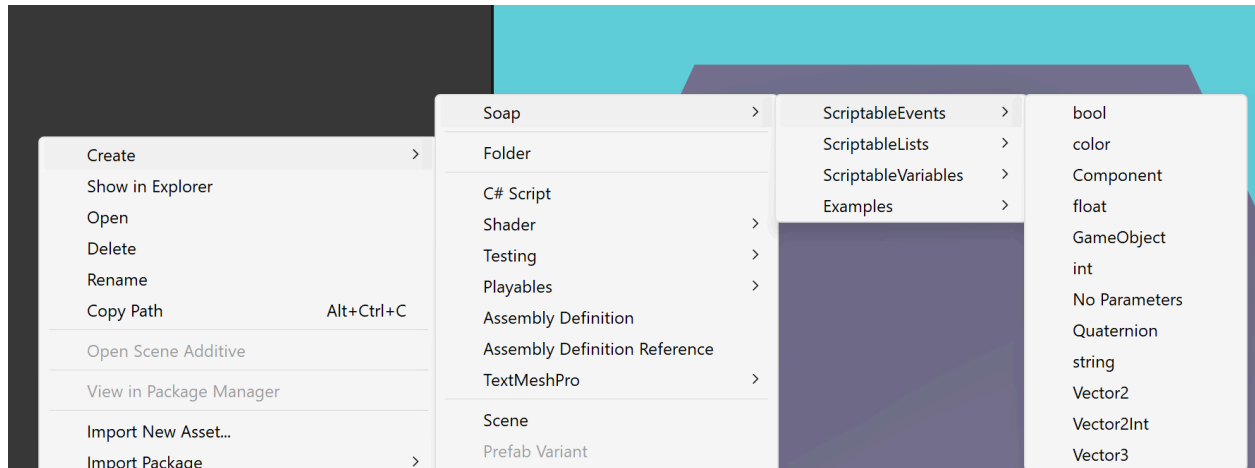 Create
Show in Explorer
Open
Delete
Rename
Copy Path Alt+Ctrl+C
Open Scene Additive
View in Package Manager
Import New Asset...
Import Package
Soap
Folder
C# Script
Shader
Testing
Playables
Assembly Definition
Assembly Definition Reference
TextMeshPro
Scene
Prefab Variant
ScriptableEvents
ScriptableLists
ScriptableVariables
Examples
bool
color
Component
float
GameObject
int
No Parameters
Quaternion
string
Vector2
Vector2Int
Vector3